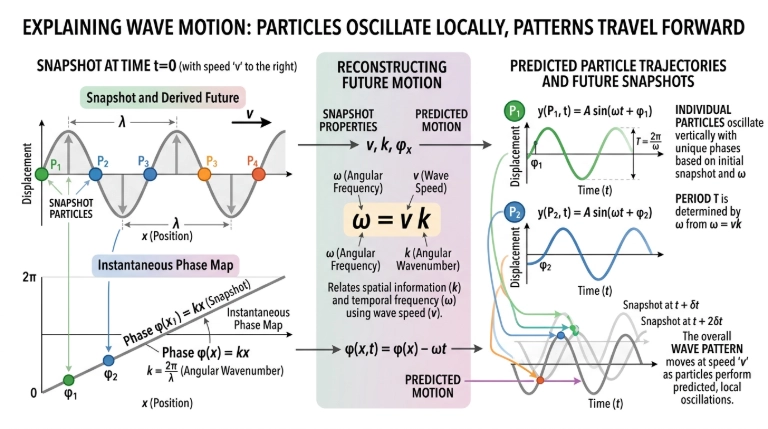 EXPLAINING WAVE MOTION: PARTICLES OSCILLATE LOCALLY, PATTERNS TRAVEL FORWARD
SNAPSHOT AT TIME t=0 (with speed 'v' to the right)
Snapshot and Derived Future
λ
v
Displacement
P₁
P₂
P₃
P₃
P₄
SNAPSHOT
PARTICLES
λ
x (Position)
Instantaneous Phase Map
2π
Phase φ(x₁) = kx (Snapshot)
Instantaneous
Phase Map
Phase φ(x) = kx
k = 2π/λ (Angular Wavenumber)
0
φ₁
φ₂
x (Position)
RECONSTRUCTING
FUTURE MOTION
SNAPSHOT
PROPERTIES
PREDICTED
MOTION
v, k, φₓ
ω (Angular
Frequency)
v (Wave
Speed)
ω = v k
ω (Angular
Frequency)
k (Angular
Wavenumber)
Relates spatial information (k)
and temporal frequency (ω)
using wave speed (v).
φ(x,t) = φ(x) − ωt
PREDICTED
MOTION
PREDICTED PARTICLE TRAJECTORIES
AND FUTURE SNAPSHOTS
P₁
y(P₁, t) = A sin(ωt + φ₁)
Displacement
φ₁
T = 2π/ω
Time (t)
INDIVIDUAL
PARTICLES oscillate
vertically with
unique phases
based on initial
snapshot and ω
P₂
y(P₂, t) = A sin(ωt + φ₂)
Displacement
φ₂
Time (t)
PERIOD T is
determined by
ω from ω = vk
Snapshot at t + δt
Snapshot at t + 2δt
The overall
WAVE PATTERN
moves at speed 'v'
as particles perform
predicted, local
oscillations.
Time (t)